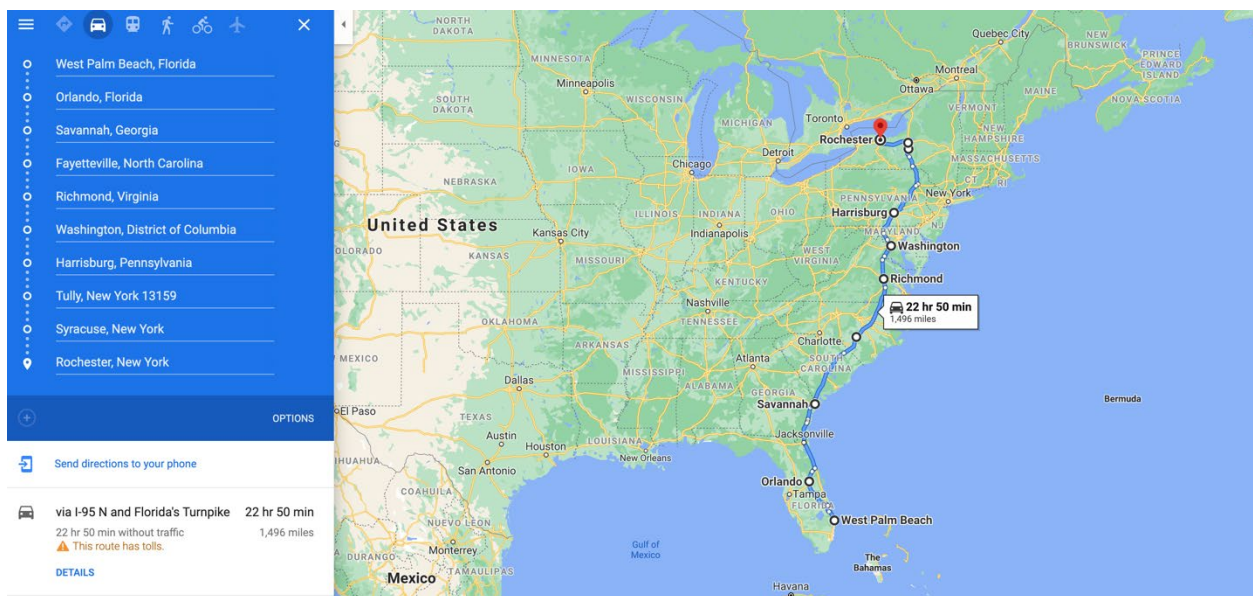 West Palm Beach, Florida
Orlando, Florida
Savannah, Georgia
Fayetteville, North Carolina
Richmond, Virginia
Washington, District of Columbia
Harrisburg, Pennsylvania
Tully, New York 13159
Syracuse, New York
Rochester, New York
OPTIONS
Send directions to your phone
via I-95 N and Florida's Turnpike 22 hr 50 min
22 hr 50 min without traffic 1,496 miles
This route has tolls.
DETAILS
NORTH
DAKOTA
Quebec City
NEW
BRUNSWICK
PRINCE
EDWARD
ISLAND
MINNESOTA
Minneapolis
Montreal
Ottawa
MAINE
NOVA SCOTIA
SOUTH
DAKOTA
WISCONSIN
VERMONT
MICHIGAN
Toronto
Rochester
NEW
HAMPSHIRE
Detroit
MASSACHUSETTS
Chicago
IOWA
CT
RI
NEBRASKA
New York
PENNSYLVANIA
ILLINOIS
INDIANA
OHIO
Harrisburg
NJ
United States
Kansas City
Indianapolis
MARYLAND
Washington
OLORADO
KANSAS
MISSOURI
WEST
VIRGINIA
Richmond
KENTUCKY
Nashville
22 hr 50 min
1,496 miles
OKLAHOMA
TENNESSEE
Charlotte
ARKANSAS
MEXICO
Atlanta
SOUTH
CAROLINA
MISSISSIPPI
Dallas
ALABAMA
GEORGIA
Savannah
Bermuda
El Paso
TEXAS
Jacksonville
Austin
LOUISIANA
Houston
New Orleans
San Antonio
IHUAHUA
Orlando
COAHUILA
Tampa
FLORIDA
NUEVO LEON
West Palm Beach
Gulf of
Mexico
Monterrey
DURANGO
The
Bahamas
TAMAULIPAS
Mexico
Havana